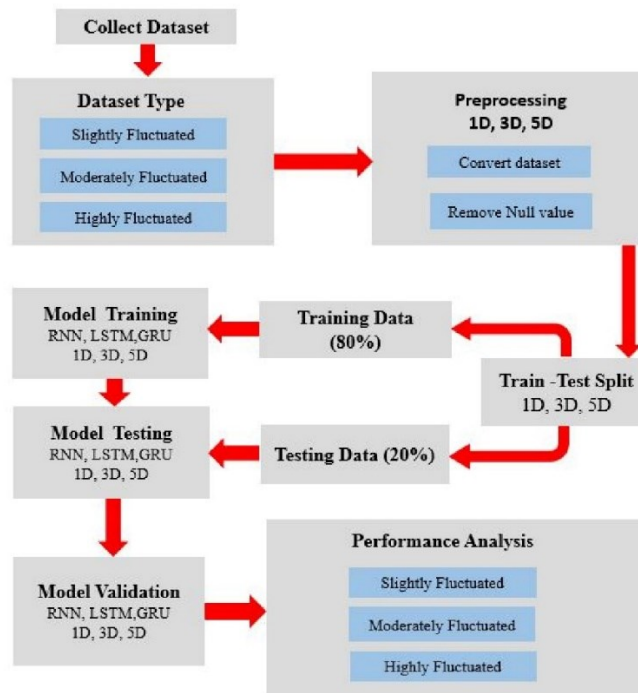 Collect Dataset
Dataset Type
Slightly Fluctuated
Moderately Fluctuated
Highly Fluctuated
Preprocessing
1D, 3D, 5D
Convert dataset
Remove Null value
Model Training
RNN, LSTM,GRU
1D, 3D, 5D
Training Data
(80%)
Train -Test Split
1D, 3D, 5D
Model Testing
RNN, LSTM,GRU
1D, 3D, 5D
Testing Data (20%)
Model Validation
RNN, LSTM,GRU
1D, 3D, 5D
Performance Analysis
Slightly Fluctuated
Moderately Fluctuated
Highly Fluctuated